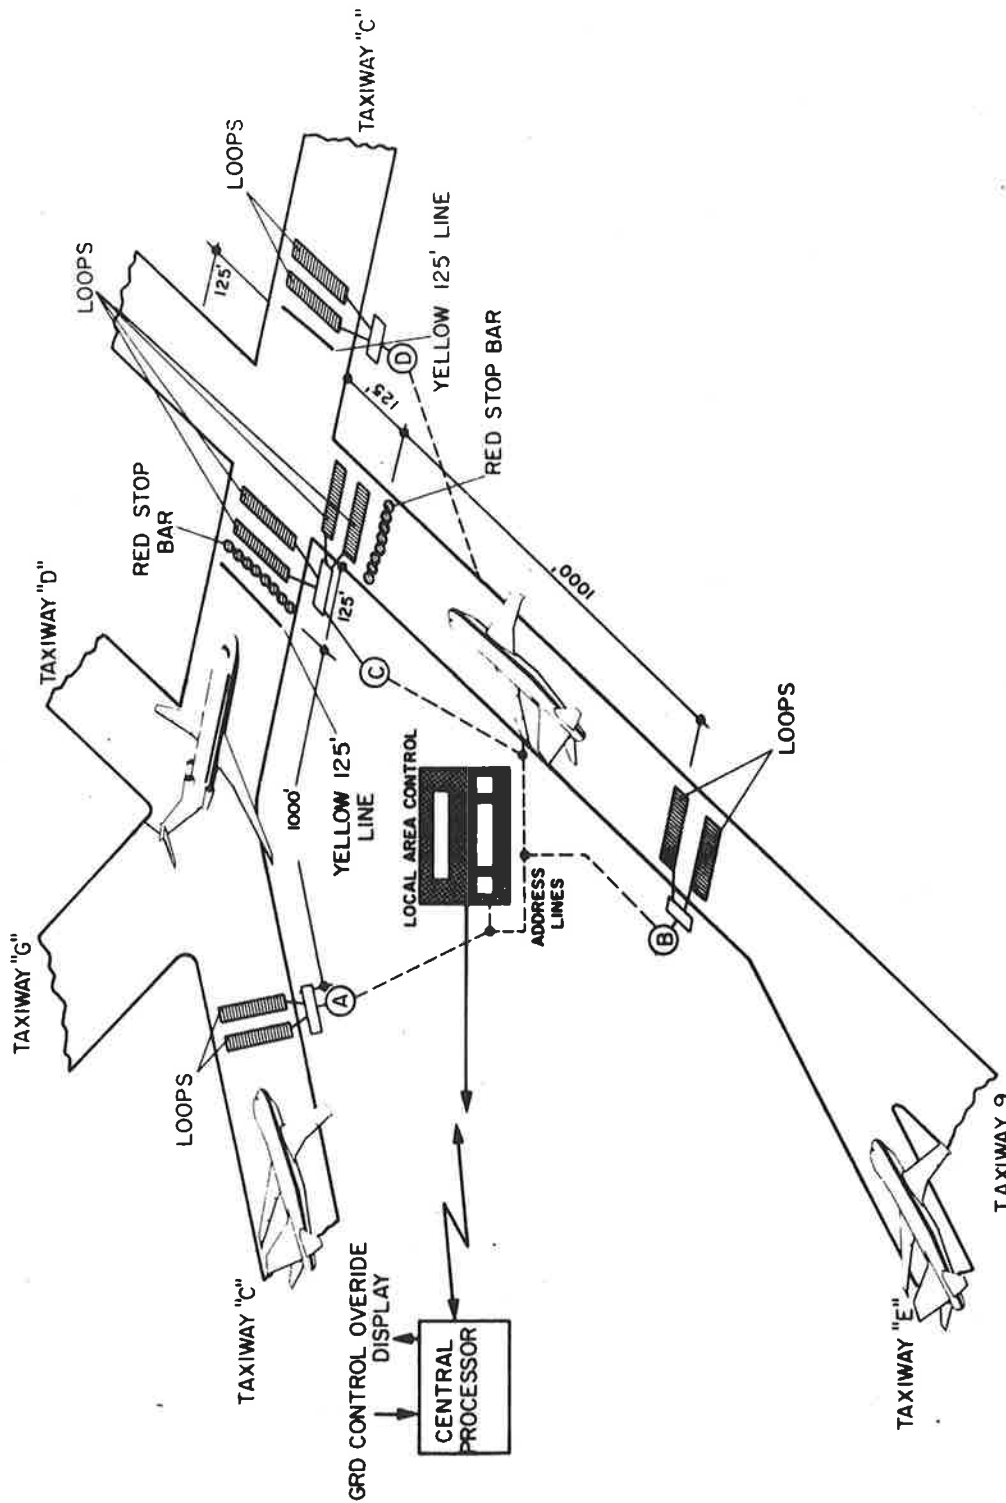 TAXIWAY "C"
LOOPS
LOOPS
125'
YELLOW 125' LINE
RED STOP BAR
D
125'
RED STOP
BAR
TAXIWAY "D"
125'
C
1000'
1000'
YELLOW 125'
LINE
LOOPS
LOCAL AREA CONTROL
ADDRESS
LINES
B
TAXIWAY "G"
A
LOOPS
TAXIWAY "C"
GRD CONTROL OVERIDE
DISPLAY
CENTRAL
PROCESSOR
TAXIWAY "E"
TAXIWAY